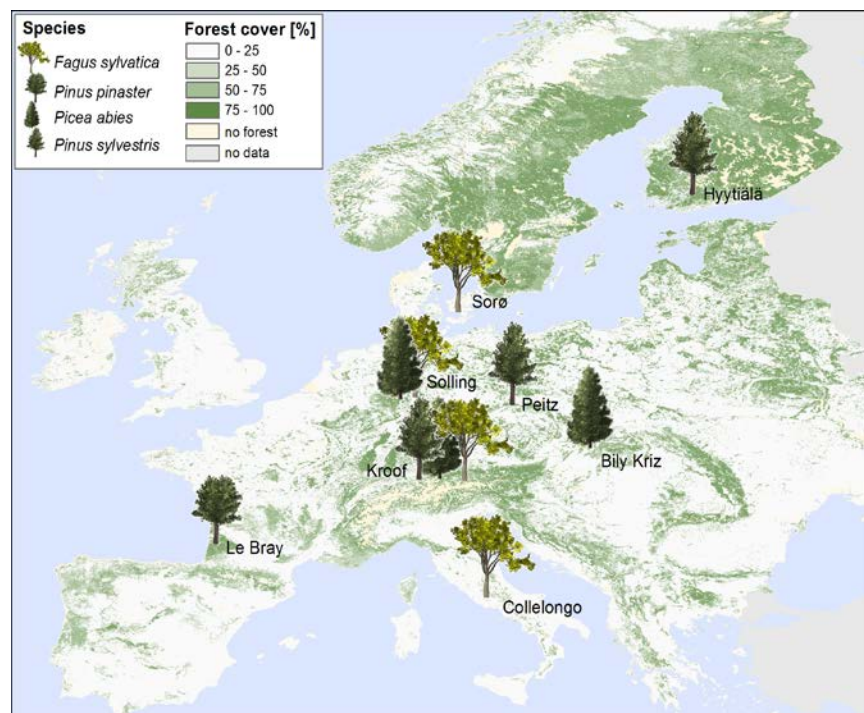 Species
Fagus sylvatica
Pinus pinaster
Picea abies
Pinus sylvestris
Forest cover [%]
0 - 25
25 - 50
50 - 75
75 - 100
no forest
no data
Hyytiälä
Sorø
Solling
Peitz
Bily Kriz
Kroof
Le Bray
Collelongo